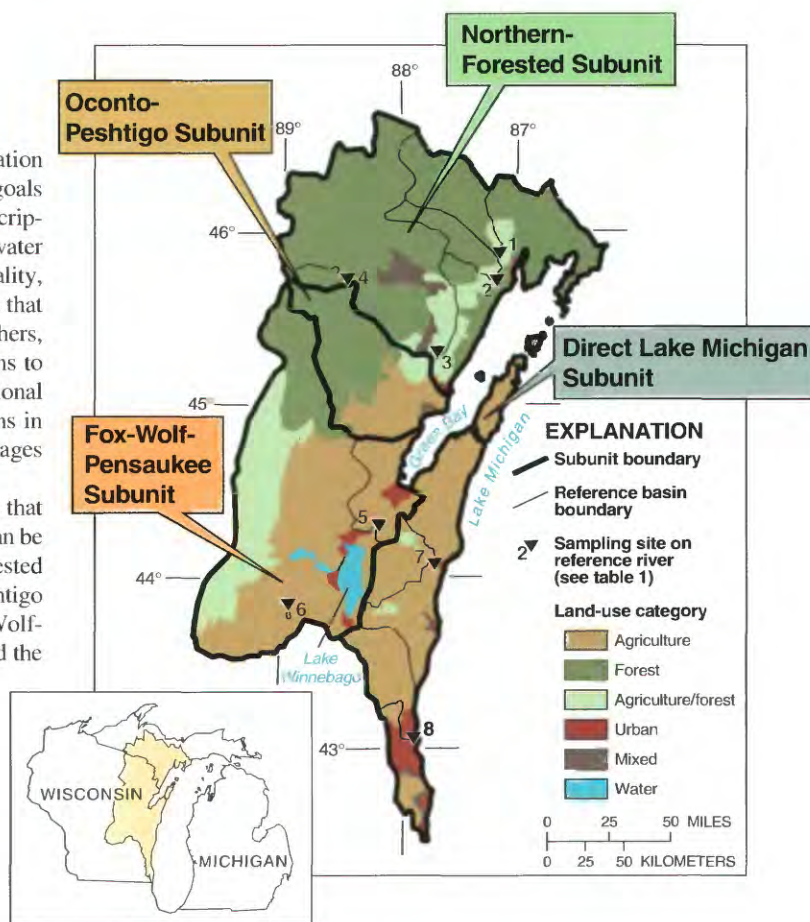 ation
goals
scrip-
water
ality,
that
hers,
ns to
ional
ns in
ages
that
an be
ested
ntigo
Wolf-
d the
Northern-
Forested Subunit
Oconto-
Peshtigo Subunit
88°
89°
87°
46°
1
2
4
3
Direct Lake Michigan
Subunit
45°
Green Bay
Lake Michigan
Fox-Wolf-
Pensaukee
Subunit
5
7
44°
6
Lake
Winnebago
43°
8
EXPLANATION
Subunit boundary
Reference basin
boundary
2 Sampling site on
reference river
(see table 1)
Land-use category
Agriculture
Forest
Agriculture/forest
Urban
Mixed
Water
0 25 50 MILES
0 25 50 KILOMETERS
WISCONSIN
MICHIGAN